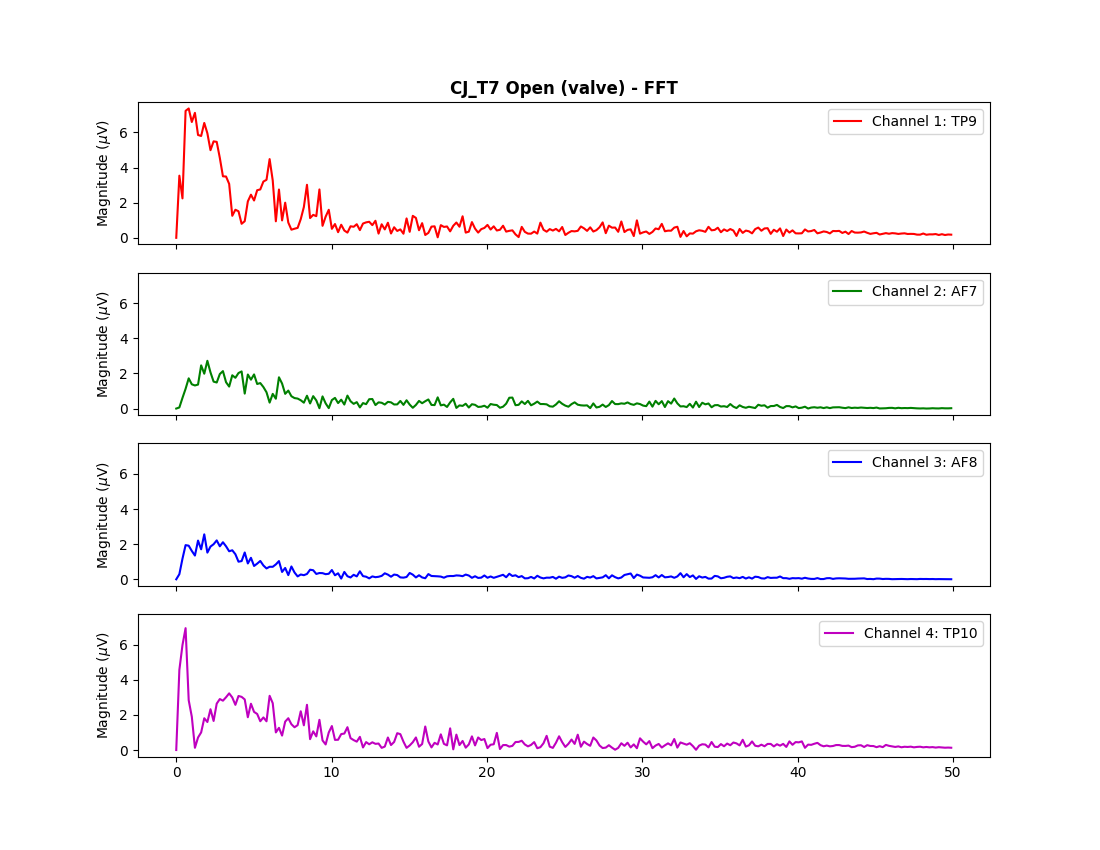 CJ_T7 Open (valve) - FFT
Magnitude (μV)
6
4
2
0
Channel 1: TP9
Magnitude (μV)
6
4
2
0
Channel 2: AF7
Magnitude (μV)
6
4
2
0
Channel 3: AF8
Magnitude (μV)
6
4
2
0
Channel 4: TP10
0 10 20 30 40 50